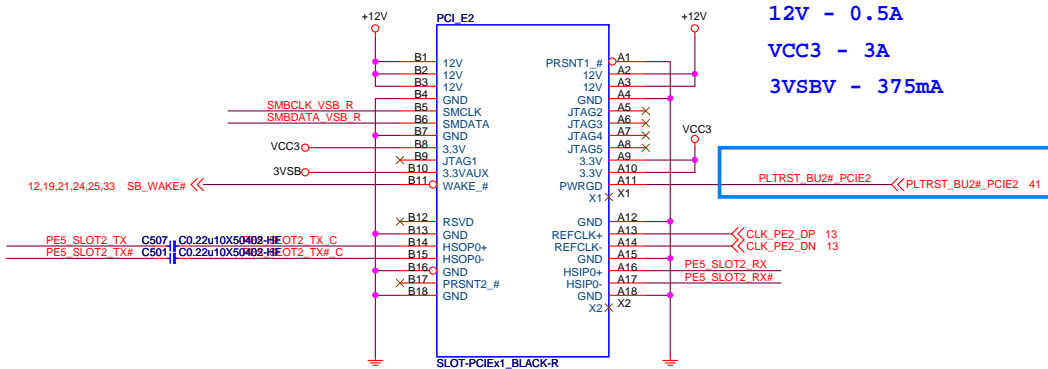 12V - 0.5A
VCC3 - 3A
3VSBV - 375mA
+12V
PCI_E2
+12V
B1 12V PRSNT1_# A1
B2 12V 12V A2
B3 12V 12V A3
B4 GND GND A4
SMBCLK_VSB_R B5 SMCLK JTAG2 A5
SMBDATA_VSB_R B6 SMDATA JTAG3 A6
B7 GND JTAG4 A7
VCC3 B8 3.3V JTAG5 A8
VCC3
B9 JTAG1 3.3V A9
3VSB B10 3.3VAUX 3.3V A10
12,19,21,24,25,33 SB_WAKE# B11 WAKE_# PWRGD A11 PLTRST_BU2#_PCIE2 PLTRST_BU2#_PCIE2 41
X1 X1
B12 RSVD GND A12
B13 GND REFCLK+ A13 CLK_PE2_DP 13
PE5_SLOT2_TX C507 C0.22u10X50402-HF SLOT2_TX_C B14 HSOP0+ REFCLK- A14 CLK_PE2_DN 13
PE5_SLOT2_TX# C501 C0.22u10X50402-HF SLOT2_TX#_C B15 HSOP0- GND A15
B16 GND HSIP0+ A16 PE5_SLOT2_RX
B17 PRSNT2_# HSIP0- A17 PE5_SLOT2_RX#
B18 GND GND A18
X2 X2
SLOT-PCIEx1_BLACK-R